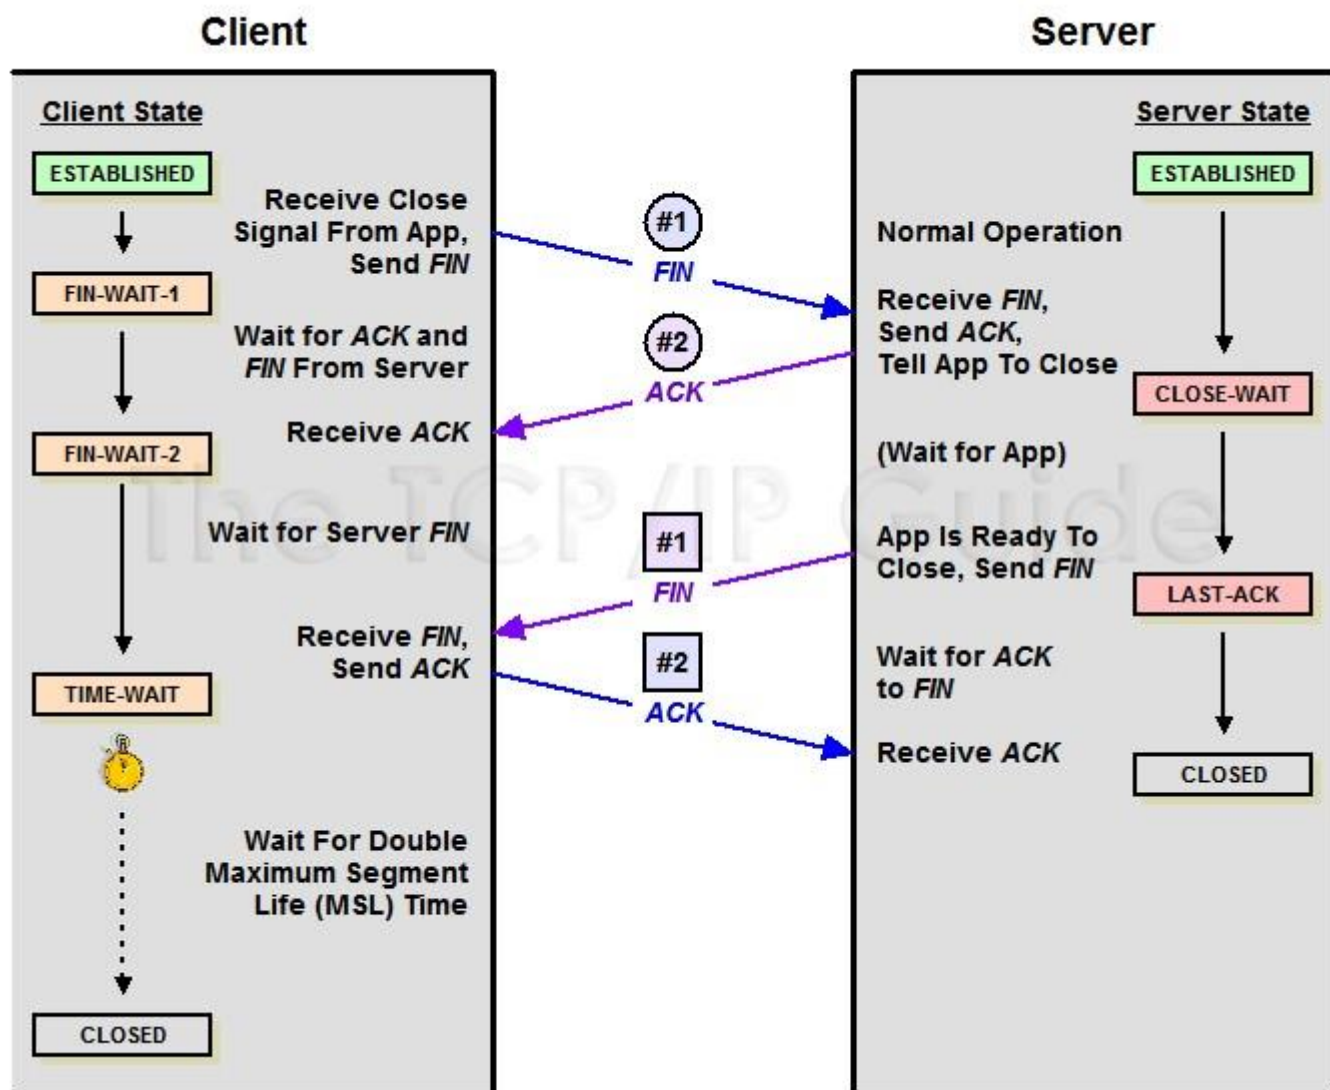 Client
Server
Client State
ESTABLISHED
Receive Close
Signal From App,
Send FIN
FIN-WAIT-1
Wait for ACK and
FIN From Server
Receive ACK
FIN-WAIT-2
Wait for Server FIN
Receive FIN,
Send ACK
TIME-WAIT
Wait For Double
Maximum Segment
Life (MSL) Time
CLOSED
#1
FIN
#2
ACK
#1
FIN
#2
ACK
Server State
ESTABLISHED
Normal Operation
Receive FIN,
Send ACK,
Tell App To Close
CLOSE-WAIT
(Wait for App)
App Is Ready To
Close, Send FIN
LAST-ACK
Wait for ACK
to FIN
Receive ACK
CLOSED
The TCP/IP Guide